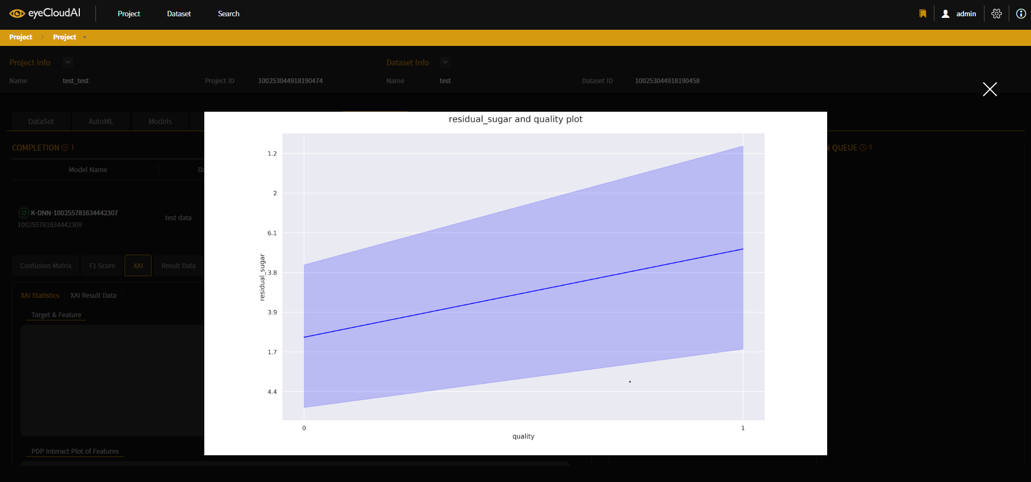 eyeCloudAI Project Dataset Search admin
Project Project
Project Info Dataset Info
Name test_test Project ID 100253044918190474 Name test Dataset ID 100253044918190458
DataSet AutoML Models
residual_sugar and quality plot
COMPLETION 1 QUEUE 0
Model Name
K-DNN-100255781634442307
100255781634442309
test data
Confusion Matrix F1 Score XAI Result Data
XAI Statistics XAI Result Data
Target & Feature
PDP Interact Plot of Features
residual_sugar
1.2
2
6.1
3.8
3.9
1.7
4.4
0 1
quality